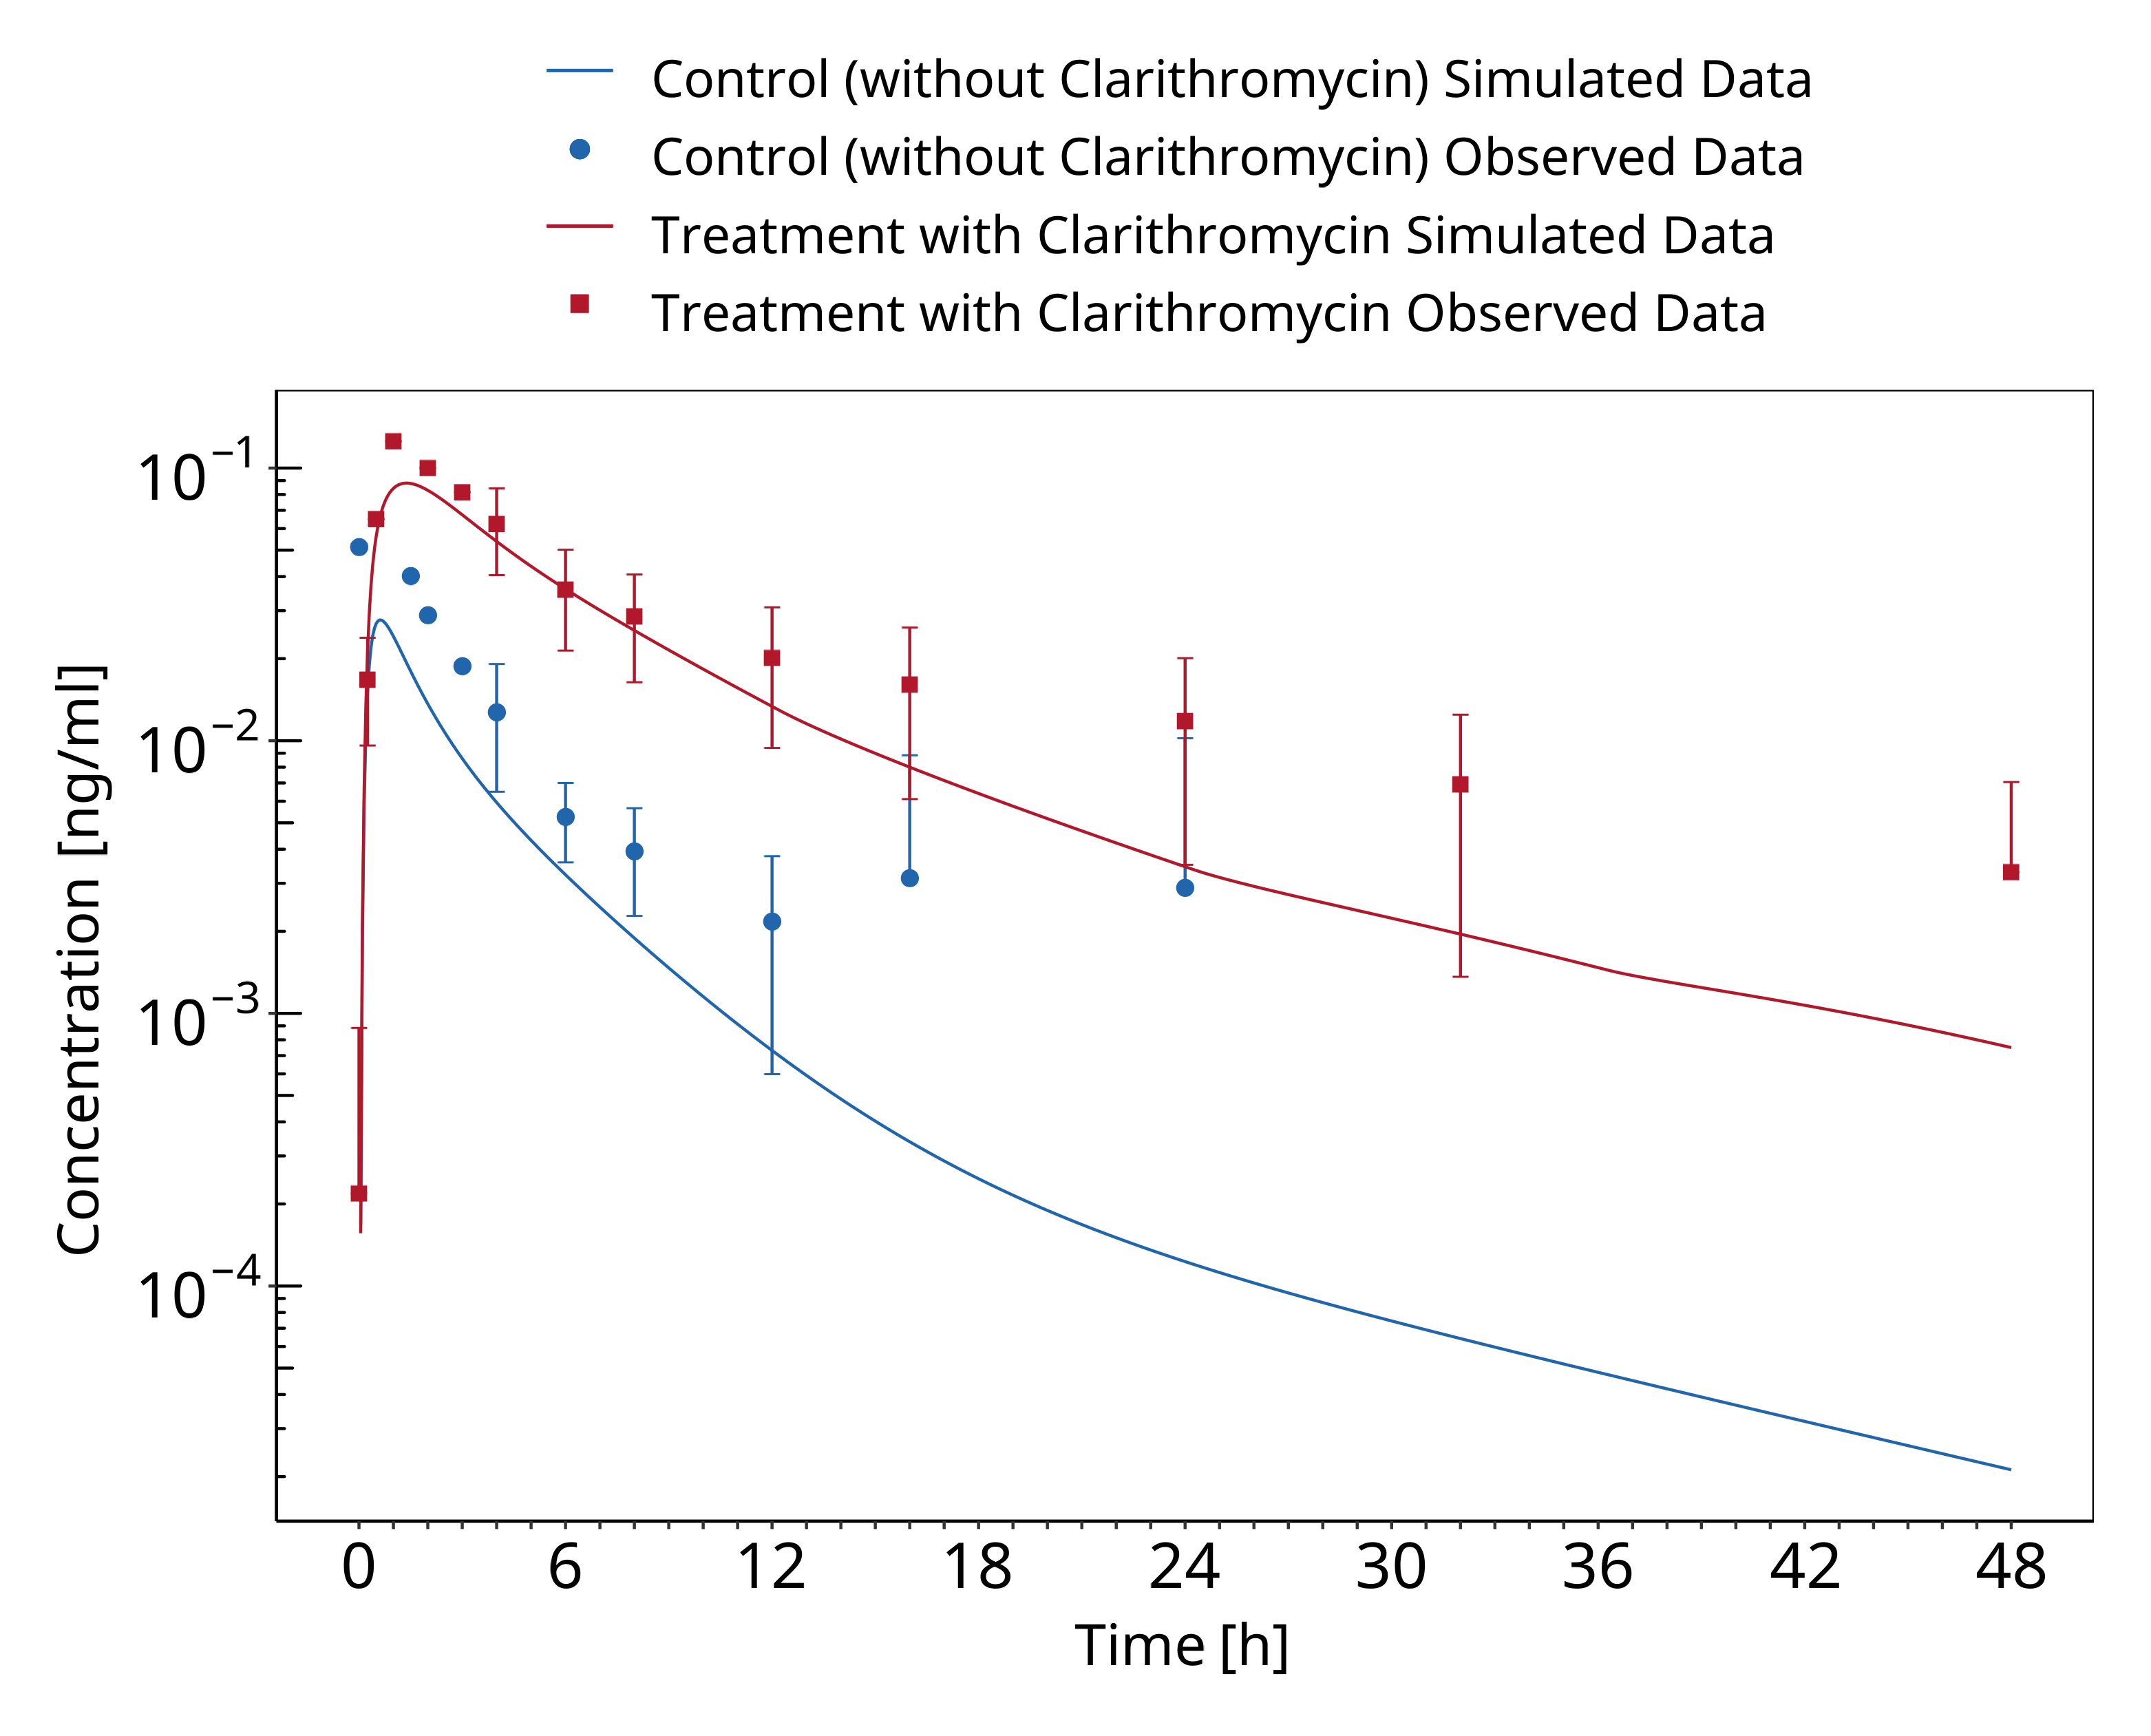 Control (without Clarithromycin) Simulated Data
Control (without Clarithromycin) Observed Data
Treatment with Clarithromycin Simulated Data
Treatment with Clarithromycin Observed Data
Concentration [ng/ml]
10⁻¹
10⁻²
10⁻³
10⁻⁴
0 6 12 18 24 30 36 42 48
Time [h]